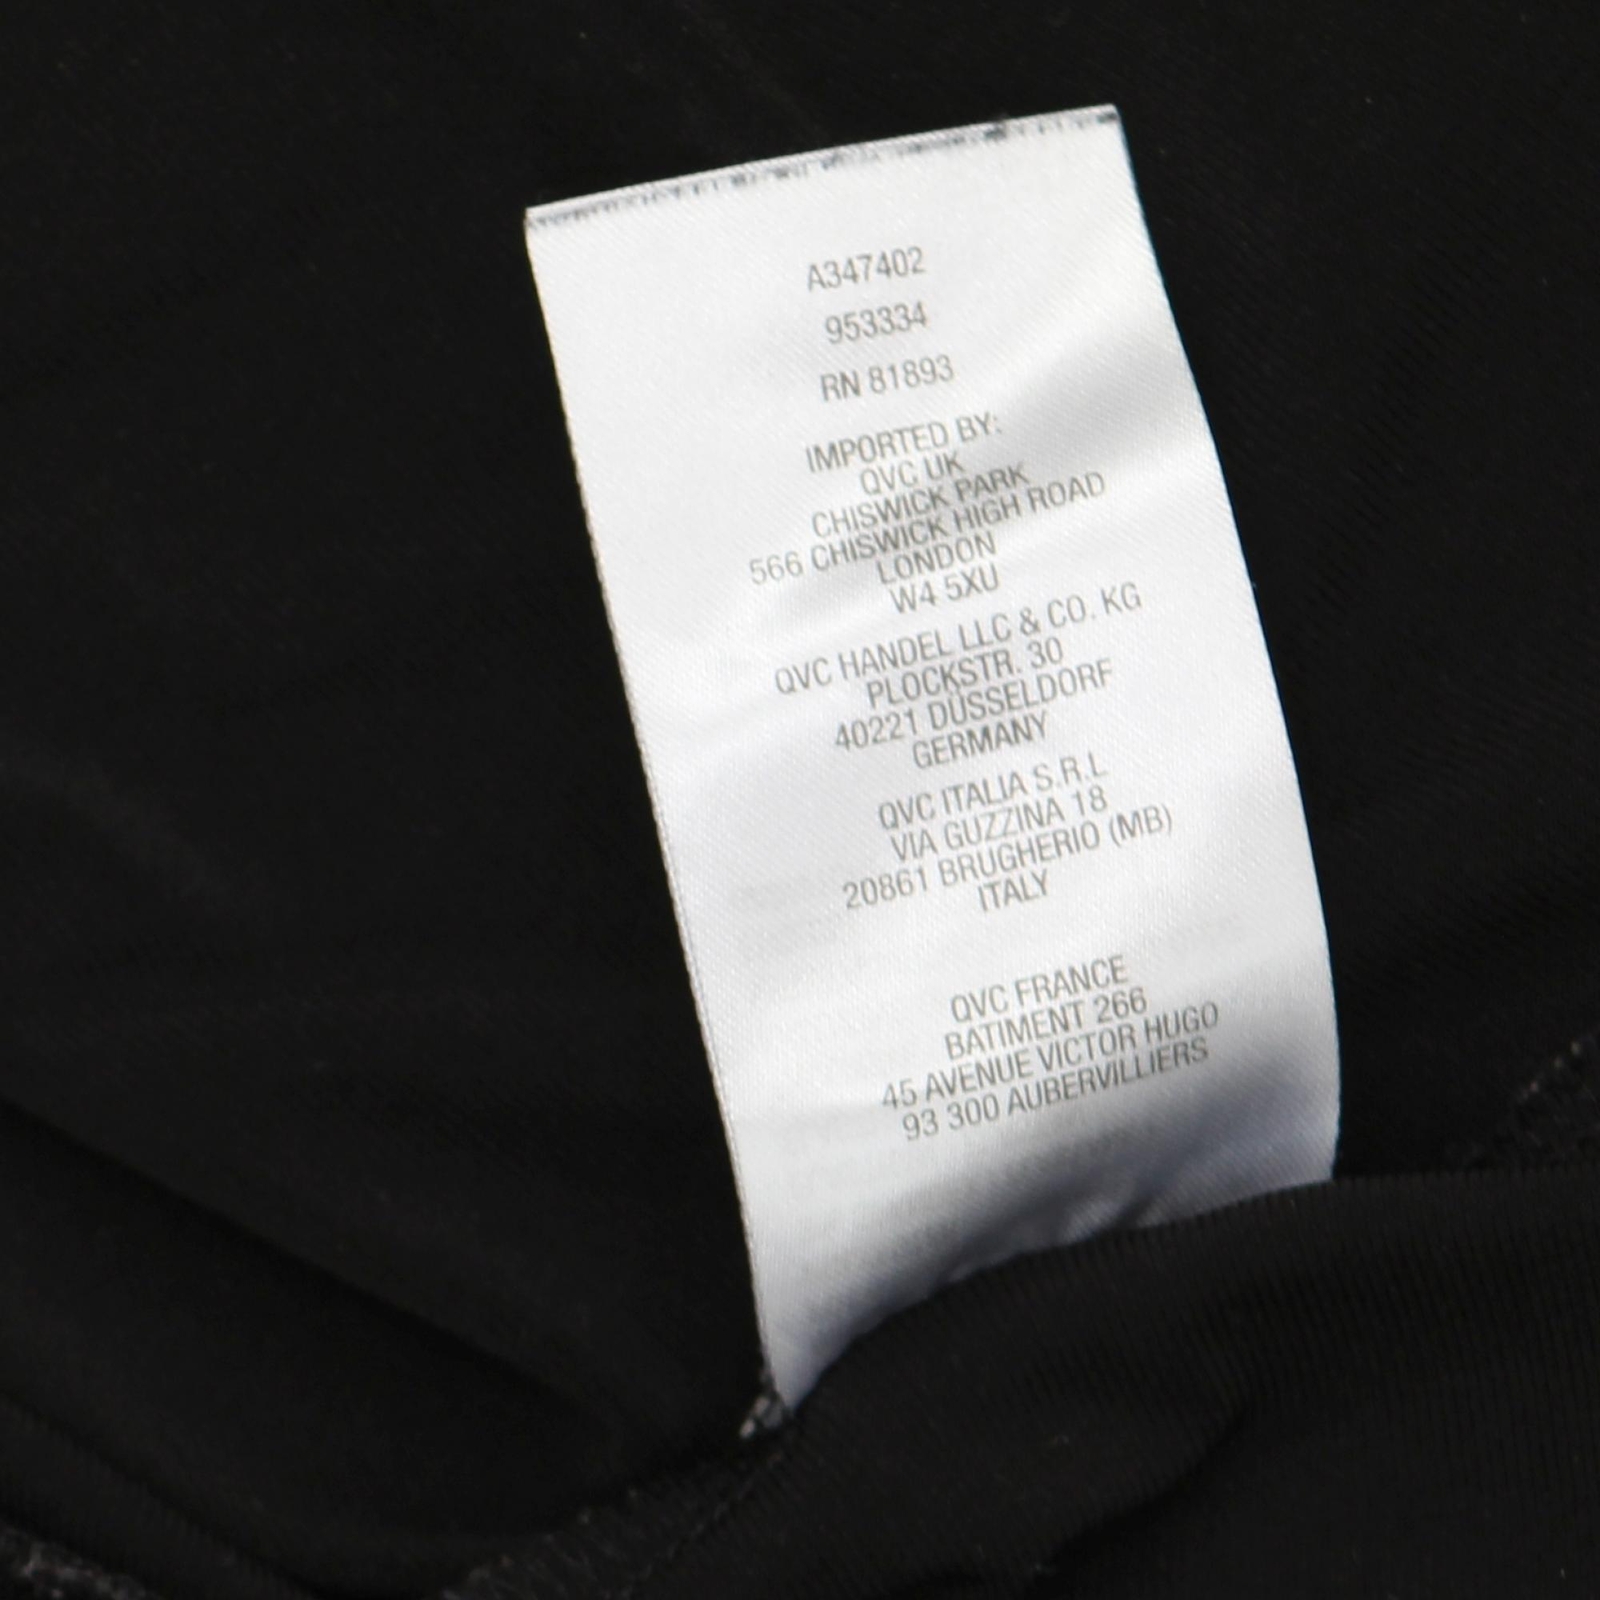 A347402
953334
RN 81893
IMPORTED BY:
QVC UK
CHISWICK PARK
566 CHISWICK HIGH ROAD
LONDON
W4 5XU
QVC HANDEL LLC & CO. KG
PLOCKSTR. 30
40221 DÜSSELDORF
GERMANY
QVC ITALIA S.R.L
VIA GUZZINA 18
20861 BRUGHERIO (MB)
ITALY
QVC FRANCE
BATIMENT 266
45 AVENUE VICTOR HUGO
93 300 AUBERVILLIERS